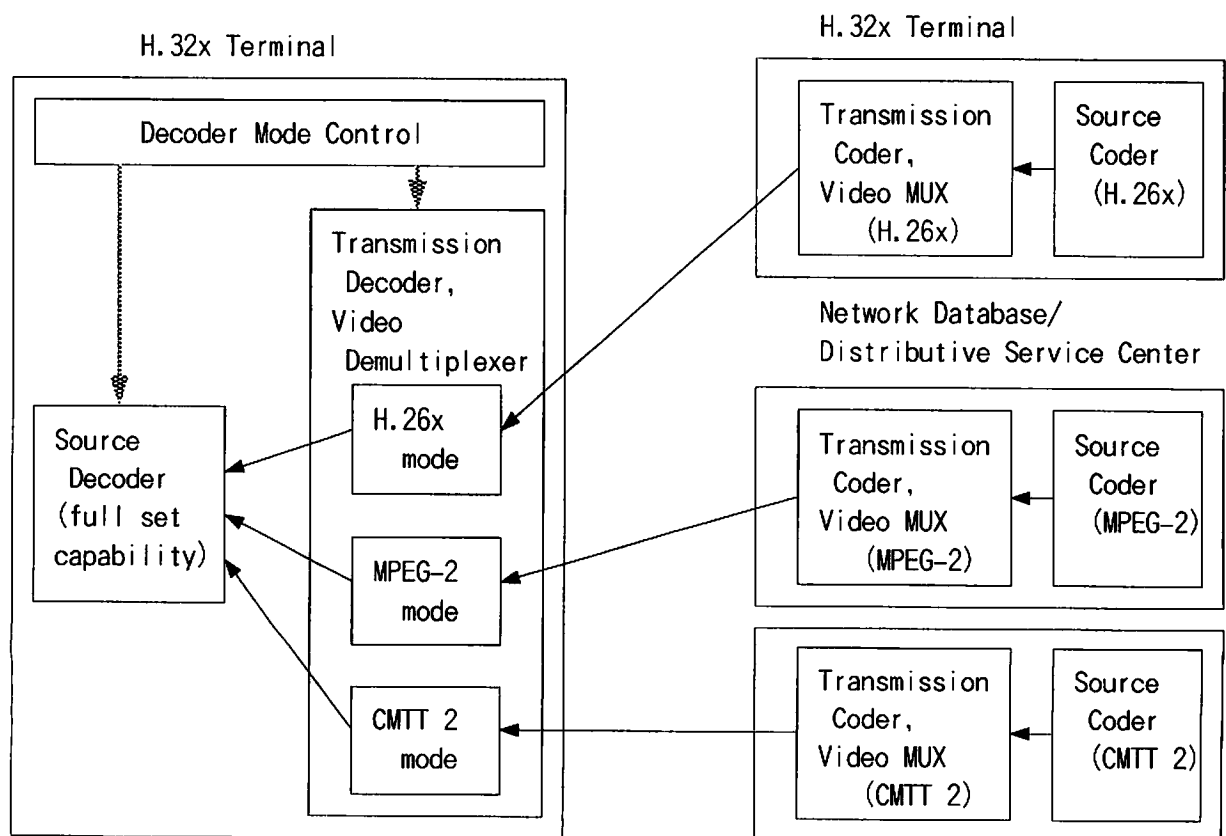 H.32x Terminal
Decoder Mode Control
Transmission
Decoder,
Video
Demultiplexer
H.26x
mode
MPEG-2
mode
CMTT 2
mode
Source
Decoder
(full set
capability)
H.32x Terminal
Transmission
Coder,
Video MUX
(H.26x)
Source
Coder
(H.26x)
Network Database/
Distributive Service Center
Transmission
Coder,
Video MUX
(MPEG-2)
Source
Coder
(MPEG-2)
Transmission
Coder,
Video MUX
(CMTT 2)
Source
Coder
(CMTT 2)